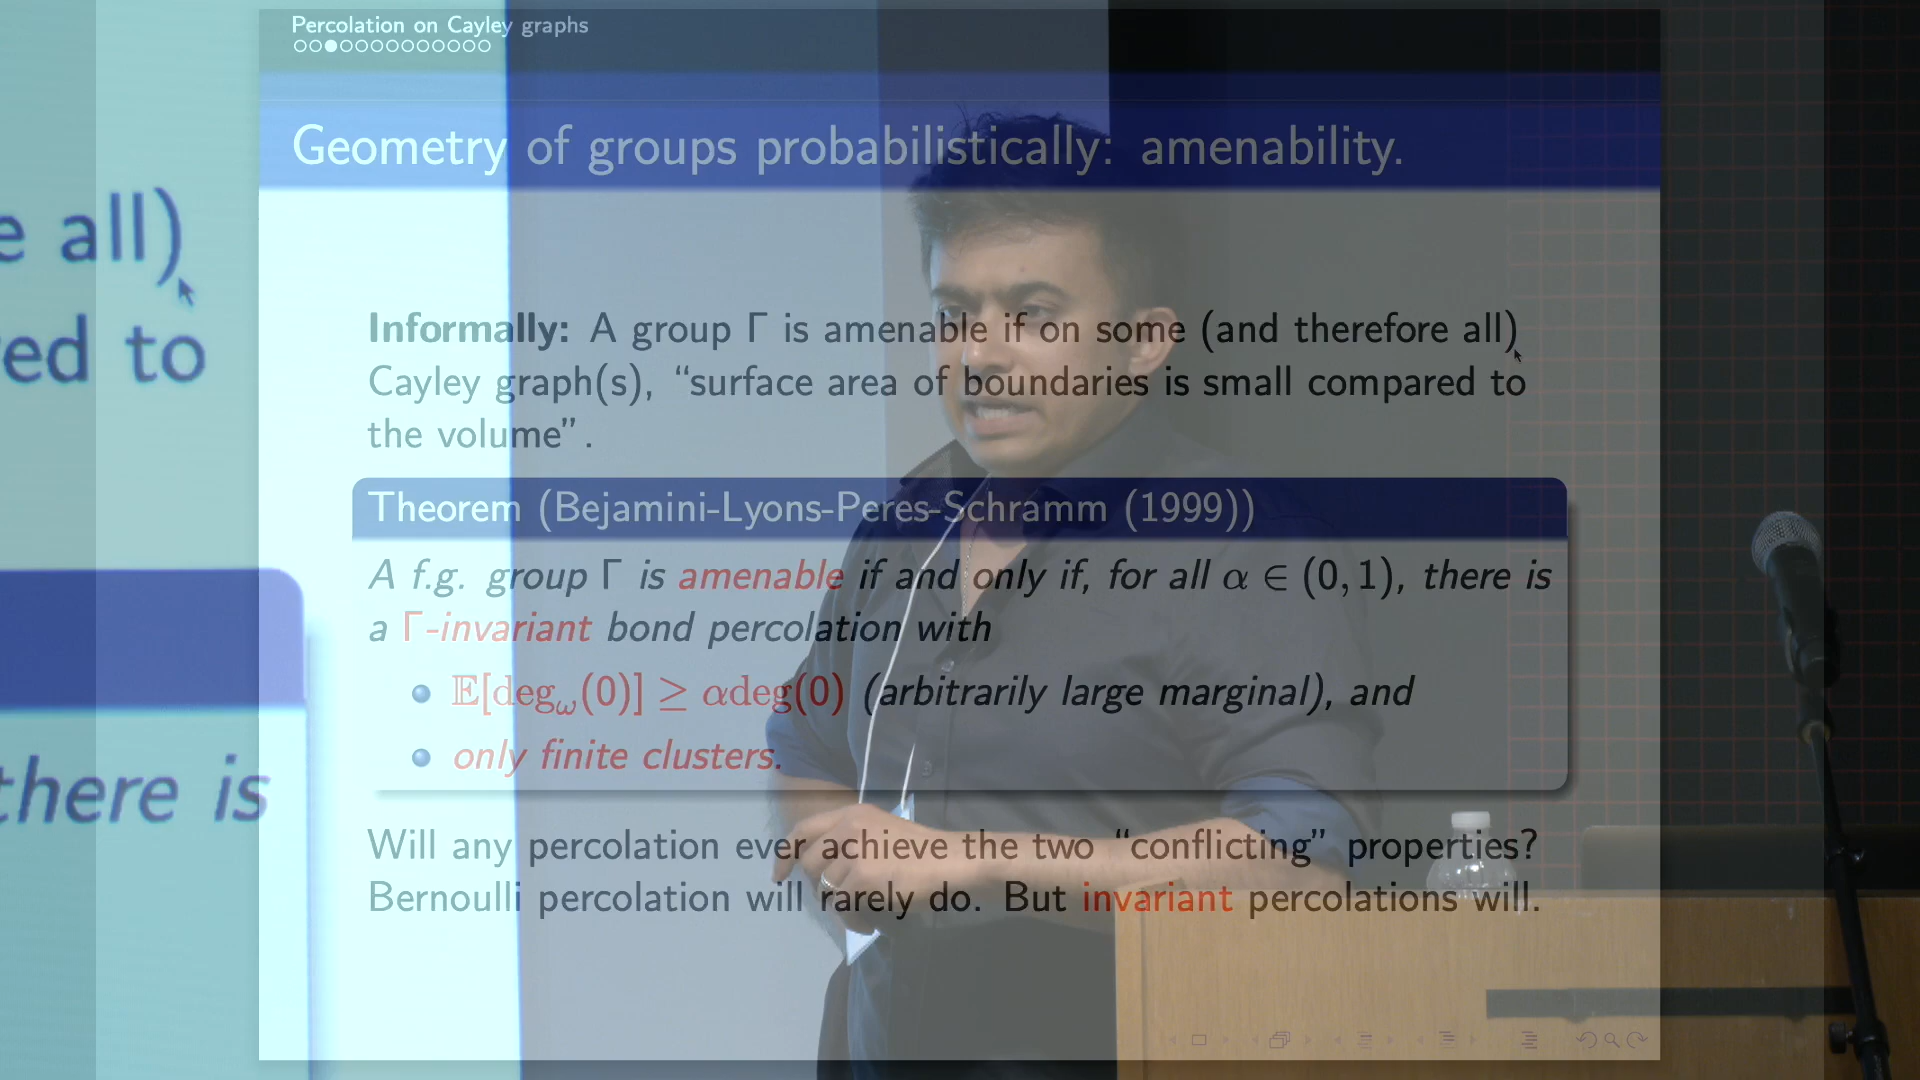 Percolation on Cayley graphs
Geometry of groups probabilistically: amenability.
e all)
ed to
there is
Informally: A group Γ is amenable if on some (and therefore all)
Cayley graph(s), “surface area of boundaries is small compared to
the volume”.
Theorem (Bejamini-Lyons-Peres-Schramm (1999))
A f.g. group Γ is amenable if and only if, for all α ∈ (0, 1), there is
a Γ-invariant bond percolation with
𝔼[deg_ω(0)] ≥ αdeg(0) (arbitrarily large marginal), and
only finite clusters.
Will any percolation ever achieve the two “conflicting” properties?
Bernoulli percolation will rarely do. But invariant percolations will.